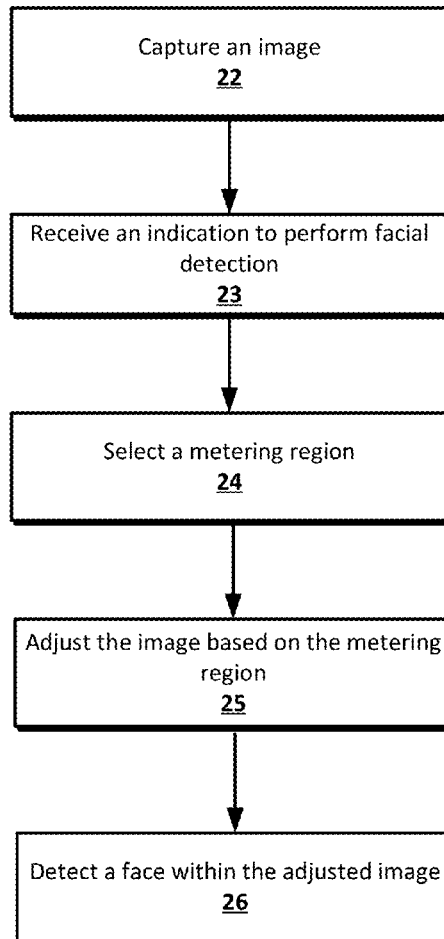 Capture an image
22
Receive an indication to perform facial
detection
23
Select a metering region
24
Adjust the image based on the metering
region
25
Detect a face within the adjusted image
26